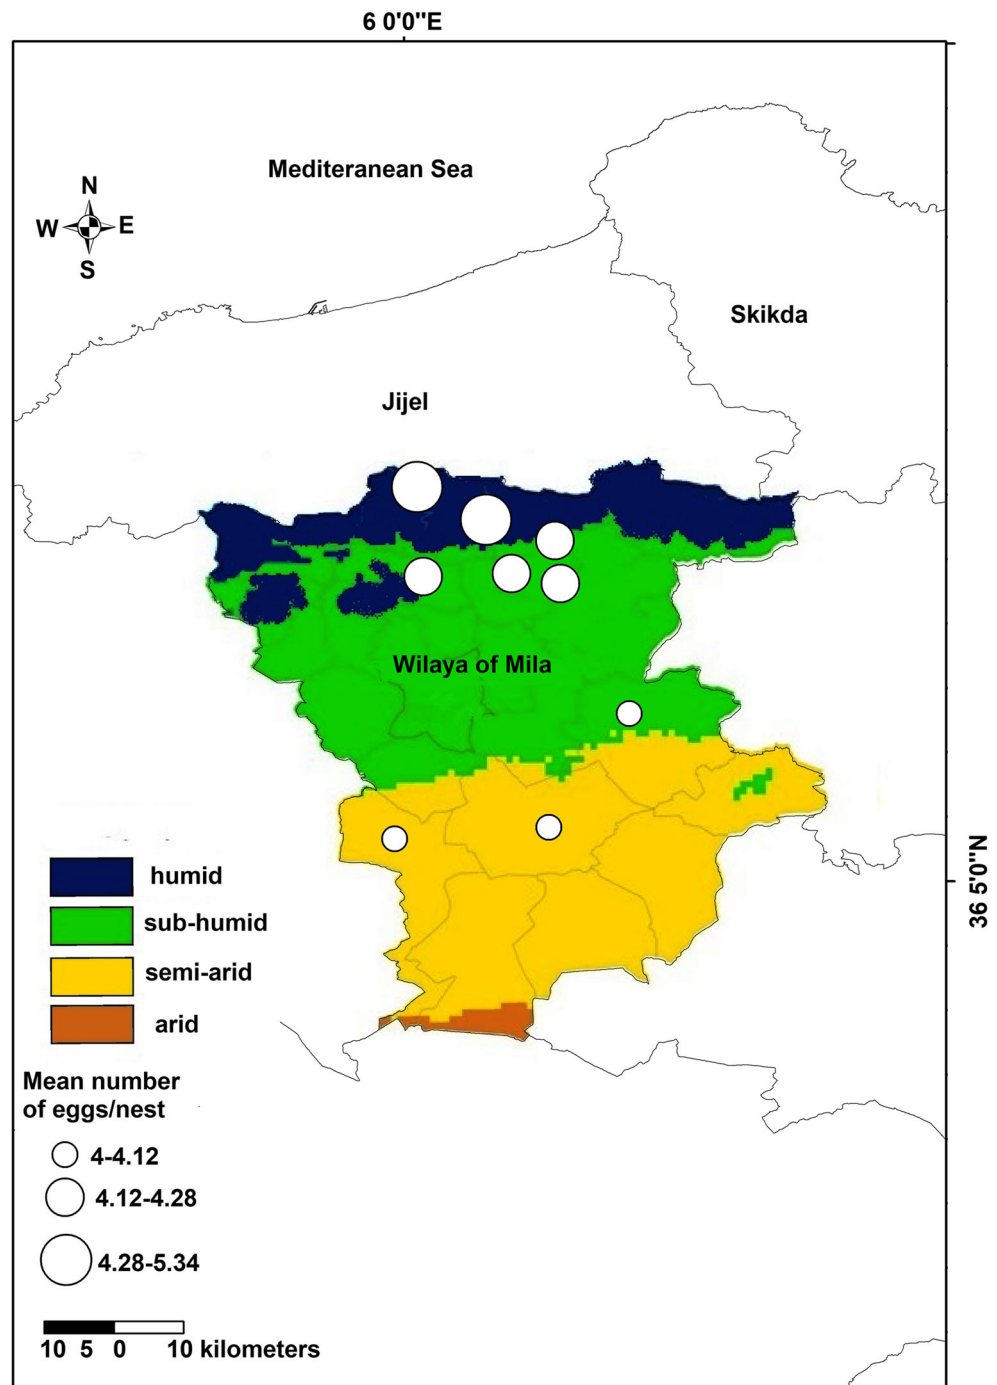 6 0'0"E
Mediteranean Sea
N
W E
S
Skikda
Jijel
Wilaya of Mila
36 5'0"N
humid
sub-humid
semi-arid
arid
Mean number
of eggs/nest
4-4.12
4.12-4.28
4.28-5.34
10 5 0 10 kilometers